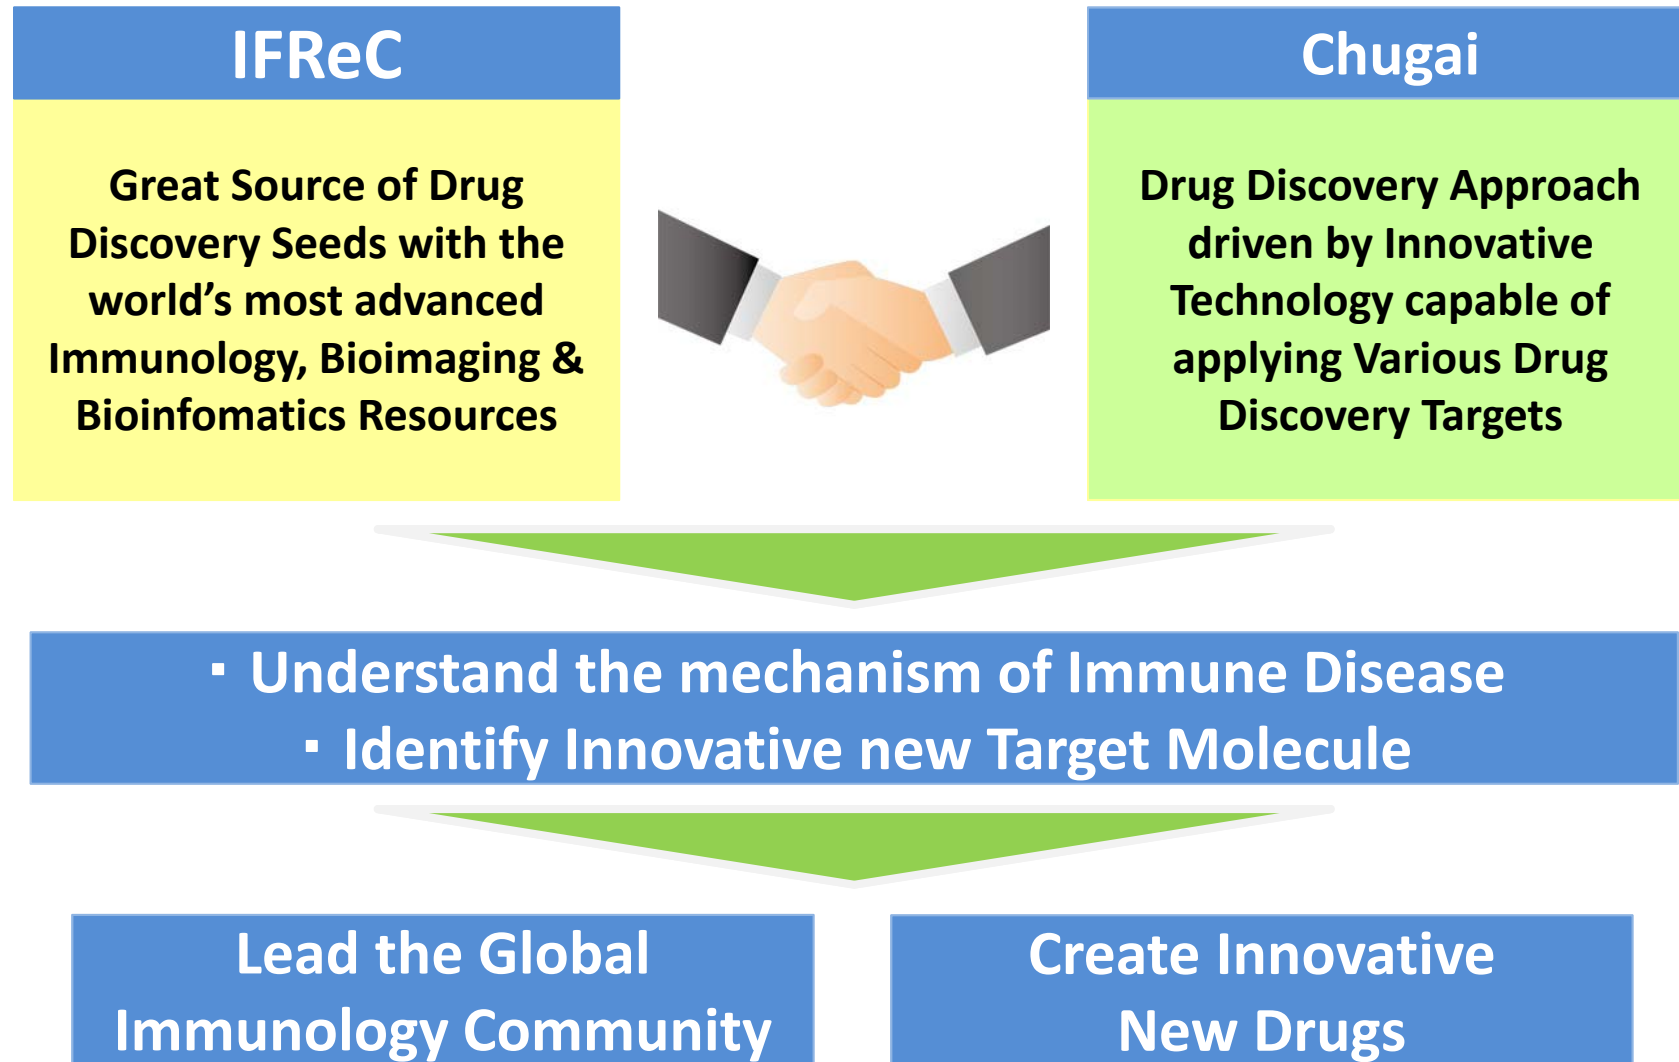 IFReC
Great Source of Drug
Discovery Seeds with the
world’s most advanced
Immunology, Bioimaging &
Bioinfomatics Resources
Chugai
Drug Discovery Approach
driven by Innovative
Technology capable of
applying Various Drug
Discovery Targets
・Understand the mechanism of Immune Disease
・Identify Innovative new Target Molecule
Lead the Global
Immunology Community
Create Innovative
New Drugs